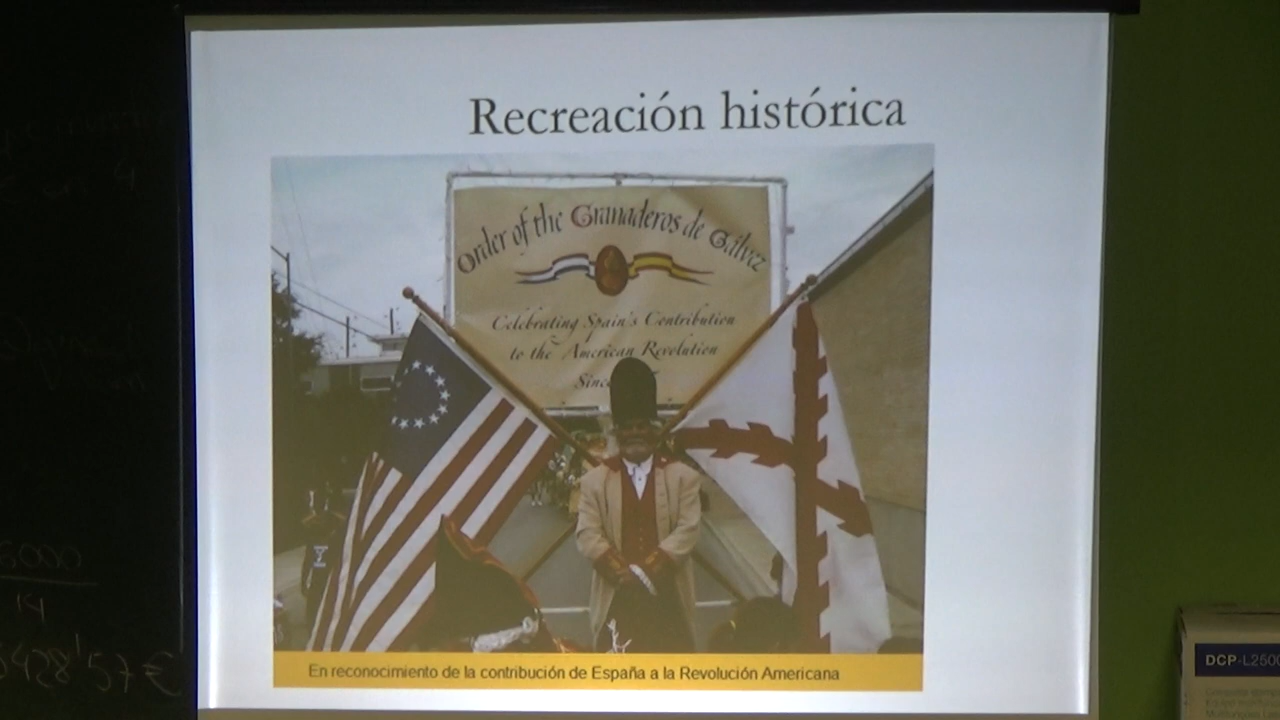 Recreación histórica
Order of the Granaderos de Gálvez
Celebrating Spain's Contribution
to the American Revolution
En reconocimiento de la contribución de España a la Revolución Americana
14
DCP-L2500